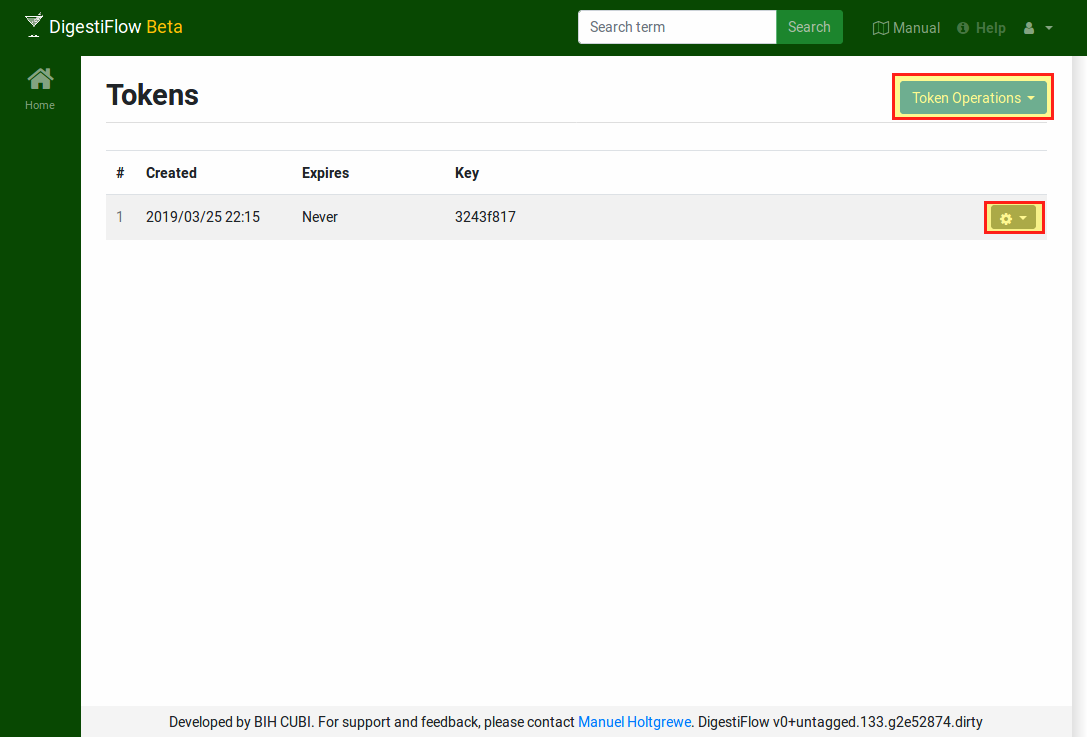 DigestiFlow Beta
Search term
Search
Manual
Help
Home
Tokens
Token Operations
# Created Expires Key
1 2019/03/25 22:15 Never 3243f817
Developed by BIH CUBI. For support and feedback, please contact Manuel Holtgrewe. DigestiFlow v0+untagged.133.g2e52874.dirty